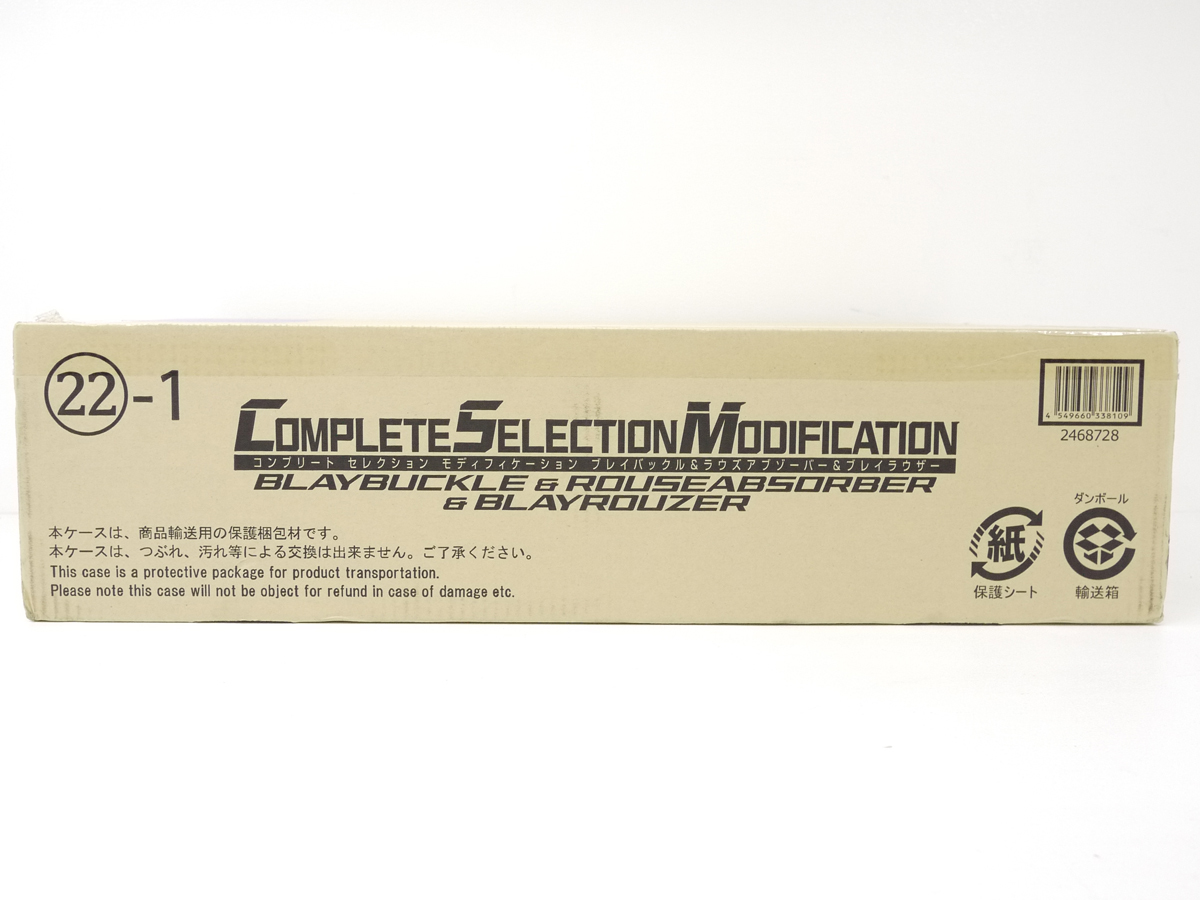 ㉒-1
COMPLETE SELECTION MODIFICATION
コンプリート セレクション モディフィケーション ブレイバックル&ラウズアブゾーバー&ブレイラウザー
BLAYBUCKLE & ROUSEABSORBER
& BLAYROUZER
本ケースは、商品輸送用の保護梱包材です。
本ケースは、つぶれ、汚れ等による交換は出来ません。ご了承ください。
This case is a protective package for product transportation.
Please note this case will not be object for refund in case of damage etc.
4 549660 338109
2468728
紙
保護シート
ダンボール
輸送箱